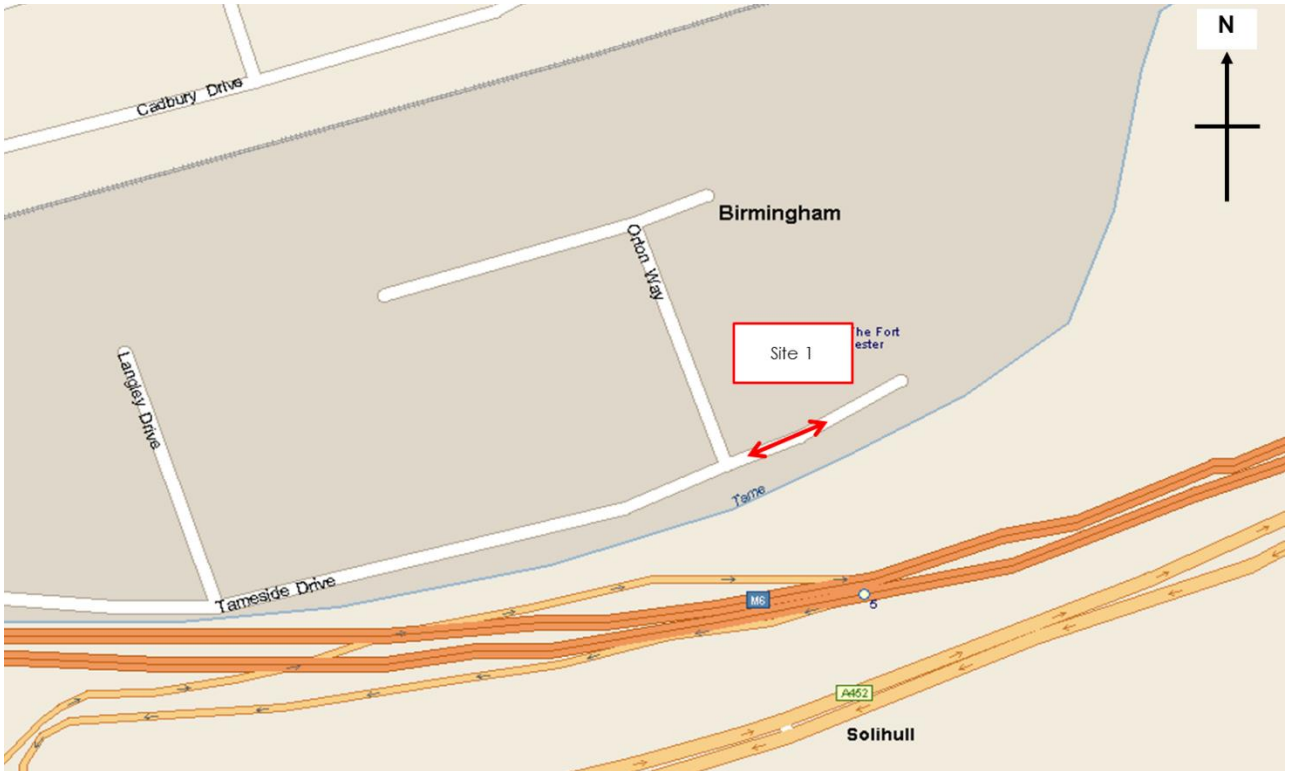 N
Cadbury Drive
Birmingham
Orton Way
Site 1
he Fort
ester
Langley Drive
Tame
Tameside Drive
M6
5
A452
Solihull